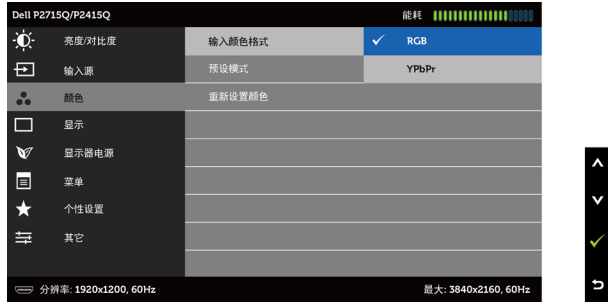 Dell P2715Q/P2415Q 能耗
亮度/对比度 输入颜色格式 RGB
输入源 预设模式 YPbPr
颜色 重新设置颜色
显示
显示器电源
菜单
个性设置
其它
分辨率: 1920x1200, 60Hz 最大: 3840x2160, 60Hz